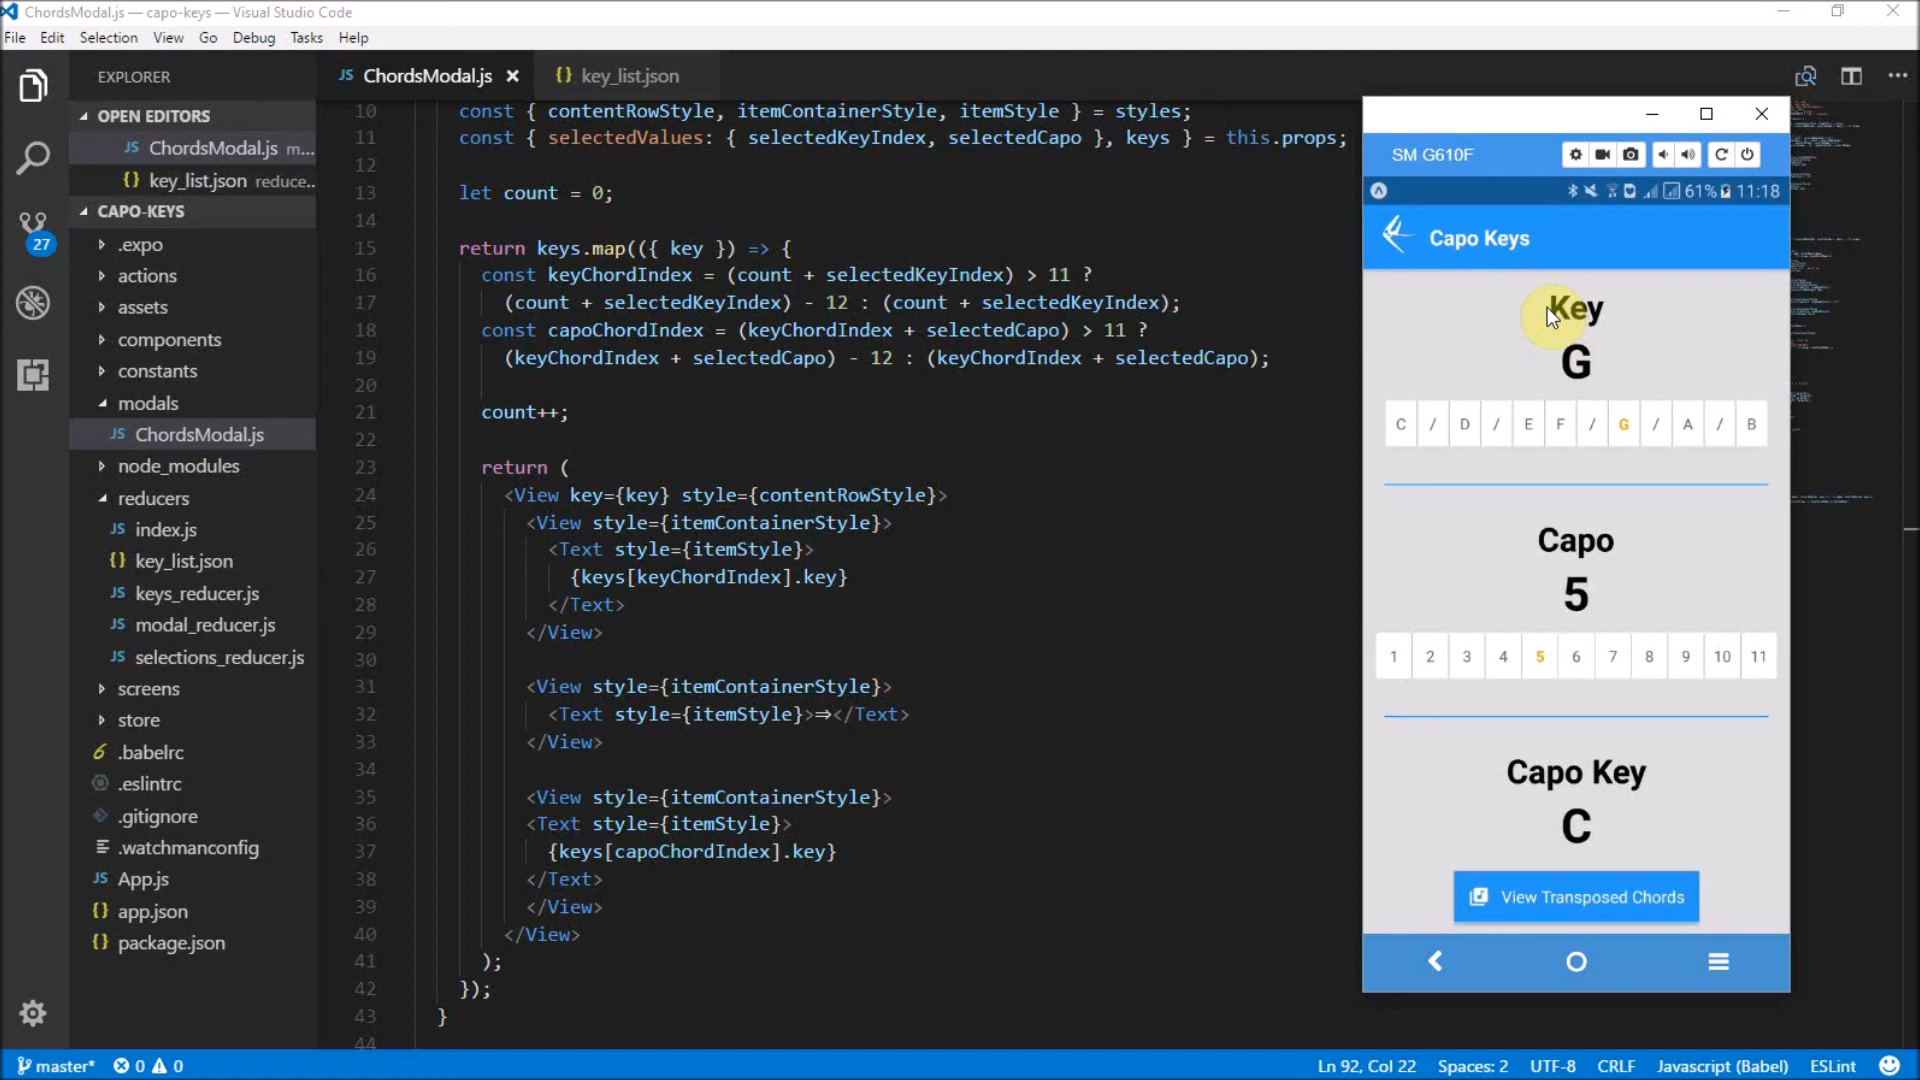 ChordsModal.js — capo-keys — Visual Studio Code
File Edit Selection View Go Debug Tasks Help
EXPLORER
OPEN EDITORS
JS ChordsModal.js m...
{} key_list.json reduce...
CAPO-KEYS
.expo
actions
assets
components
constants
modals
JS ChordsModal.js
node_modules
reducers
JS index.js
{} key_list.json
JS keys_reducer.js
JS modal_reducer.js
JS selections_reducer.js
screens
store
6 .babelrc
.eslintrc
.gitignore
.watchmanconfig
JS App.js
{} app.json
{} package.json
27
JS ChordsModal.js
{} key_list.json
10 const { contentRowStyle, itemContainerStyle, itemStyle } = styles;
11 const { selectedValues: { selectedKeyIndex, selectedCapo }, keys } = this.props;
12
13 let count = 0;
14
15 return keys.map(({ key }) => {
16 const keyChordIndex = (count + selectedKeyIndex) > 11 ?
17 (count + selectedKeyIndex) - 12 : (count + selectedKeyIndex);
18 const capoChordIndex = (keyChordIndex + selectedCapo) > 11 ?
19 (keyChordIndex + selectedCapo) - 12 : (keyChordIndex + selectedCapo);
20
21 count++;
22
23 return (
24 <View key={key} style={contentRowStyle}>
25 <View style={itemContainerStyle}>
26 <Text style={itemStyle}>
27 {keys[keyChordIndex].key}
28 </Text>
29 </View>
30
31 <View style={itemContainerStyle}>
32 <Text style={itemStyle}>⇒</Text>
33 </View>
34
35 <View style={itemContainerStyle}>
36 <Text style={itemStyle}>
37 {keys[capoChordIndex].key}
38 </Text>
39 </View>
40 </View>
41 );
42 });
43 }
44
SM G610F
61% 11:18
Capo Keys
Key
G
C / D / E F / G / A / B
Capo
5
1 2 3 4 5 6 7 8 9 10 11
Capo Key
C
View Transposed Chords
master* 0 0
Ln 92, Col 22 Spaces: 2 UTF-8 CRLF Javascript (Babel) ESLint